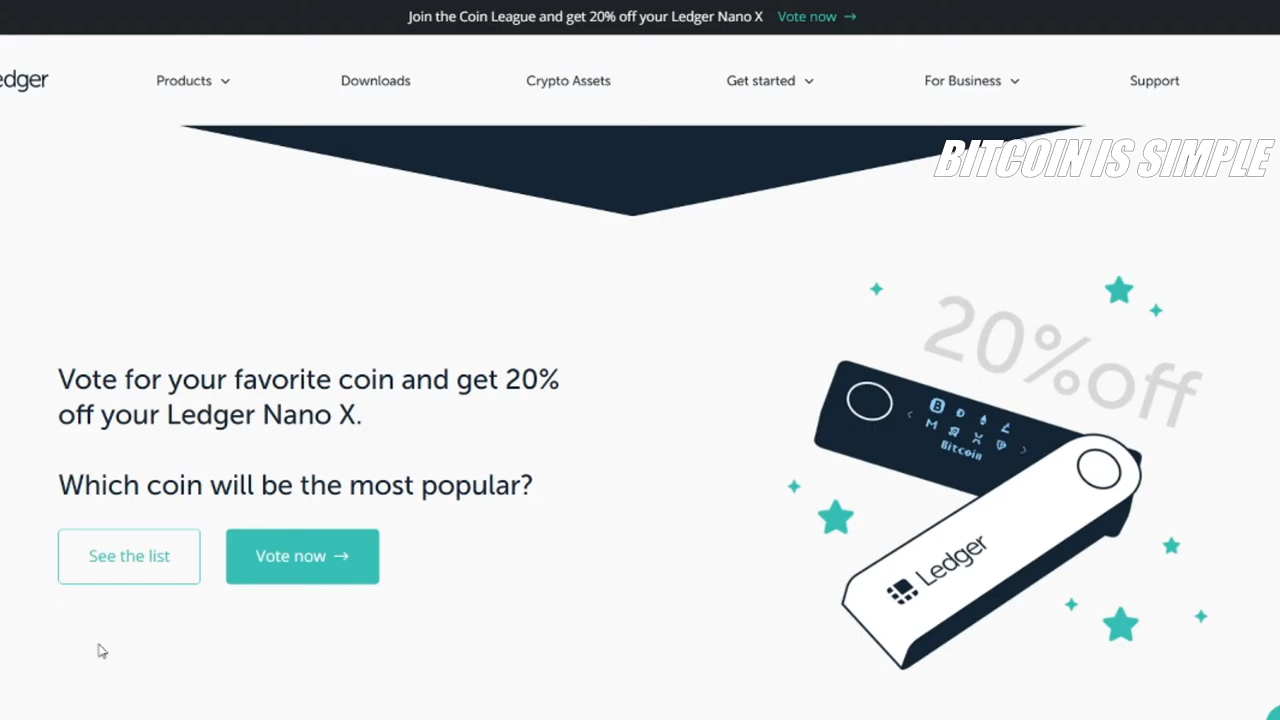 Join the Coin League and get 20% off your Ledger Nano X Vote now →
edger
Products
Downloads
Crypto Assets
Get started
For Business
Support
BITCOIN IS SIMPLE
20%off
Vote for your favorite coin and get 20%
off your Ledger Nano X.
Which coin will be the most popular?
See the list
Vote now →
Bitcoin
Ledger